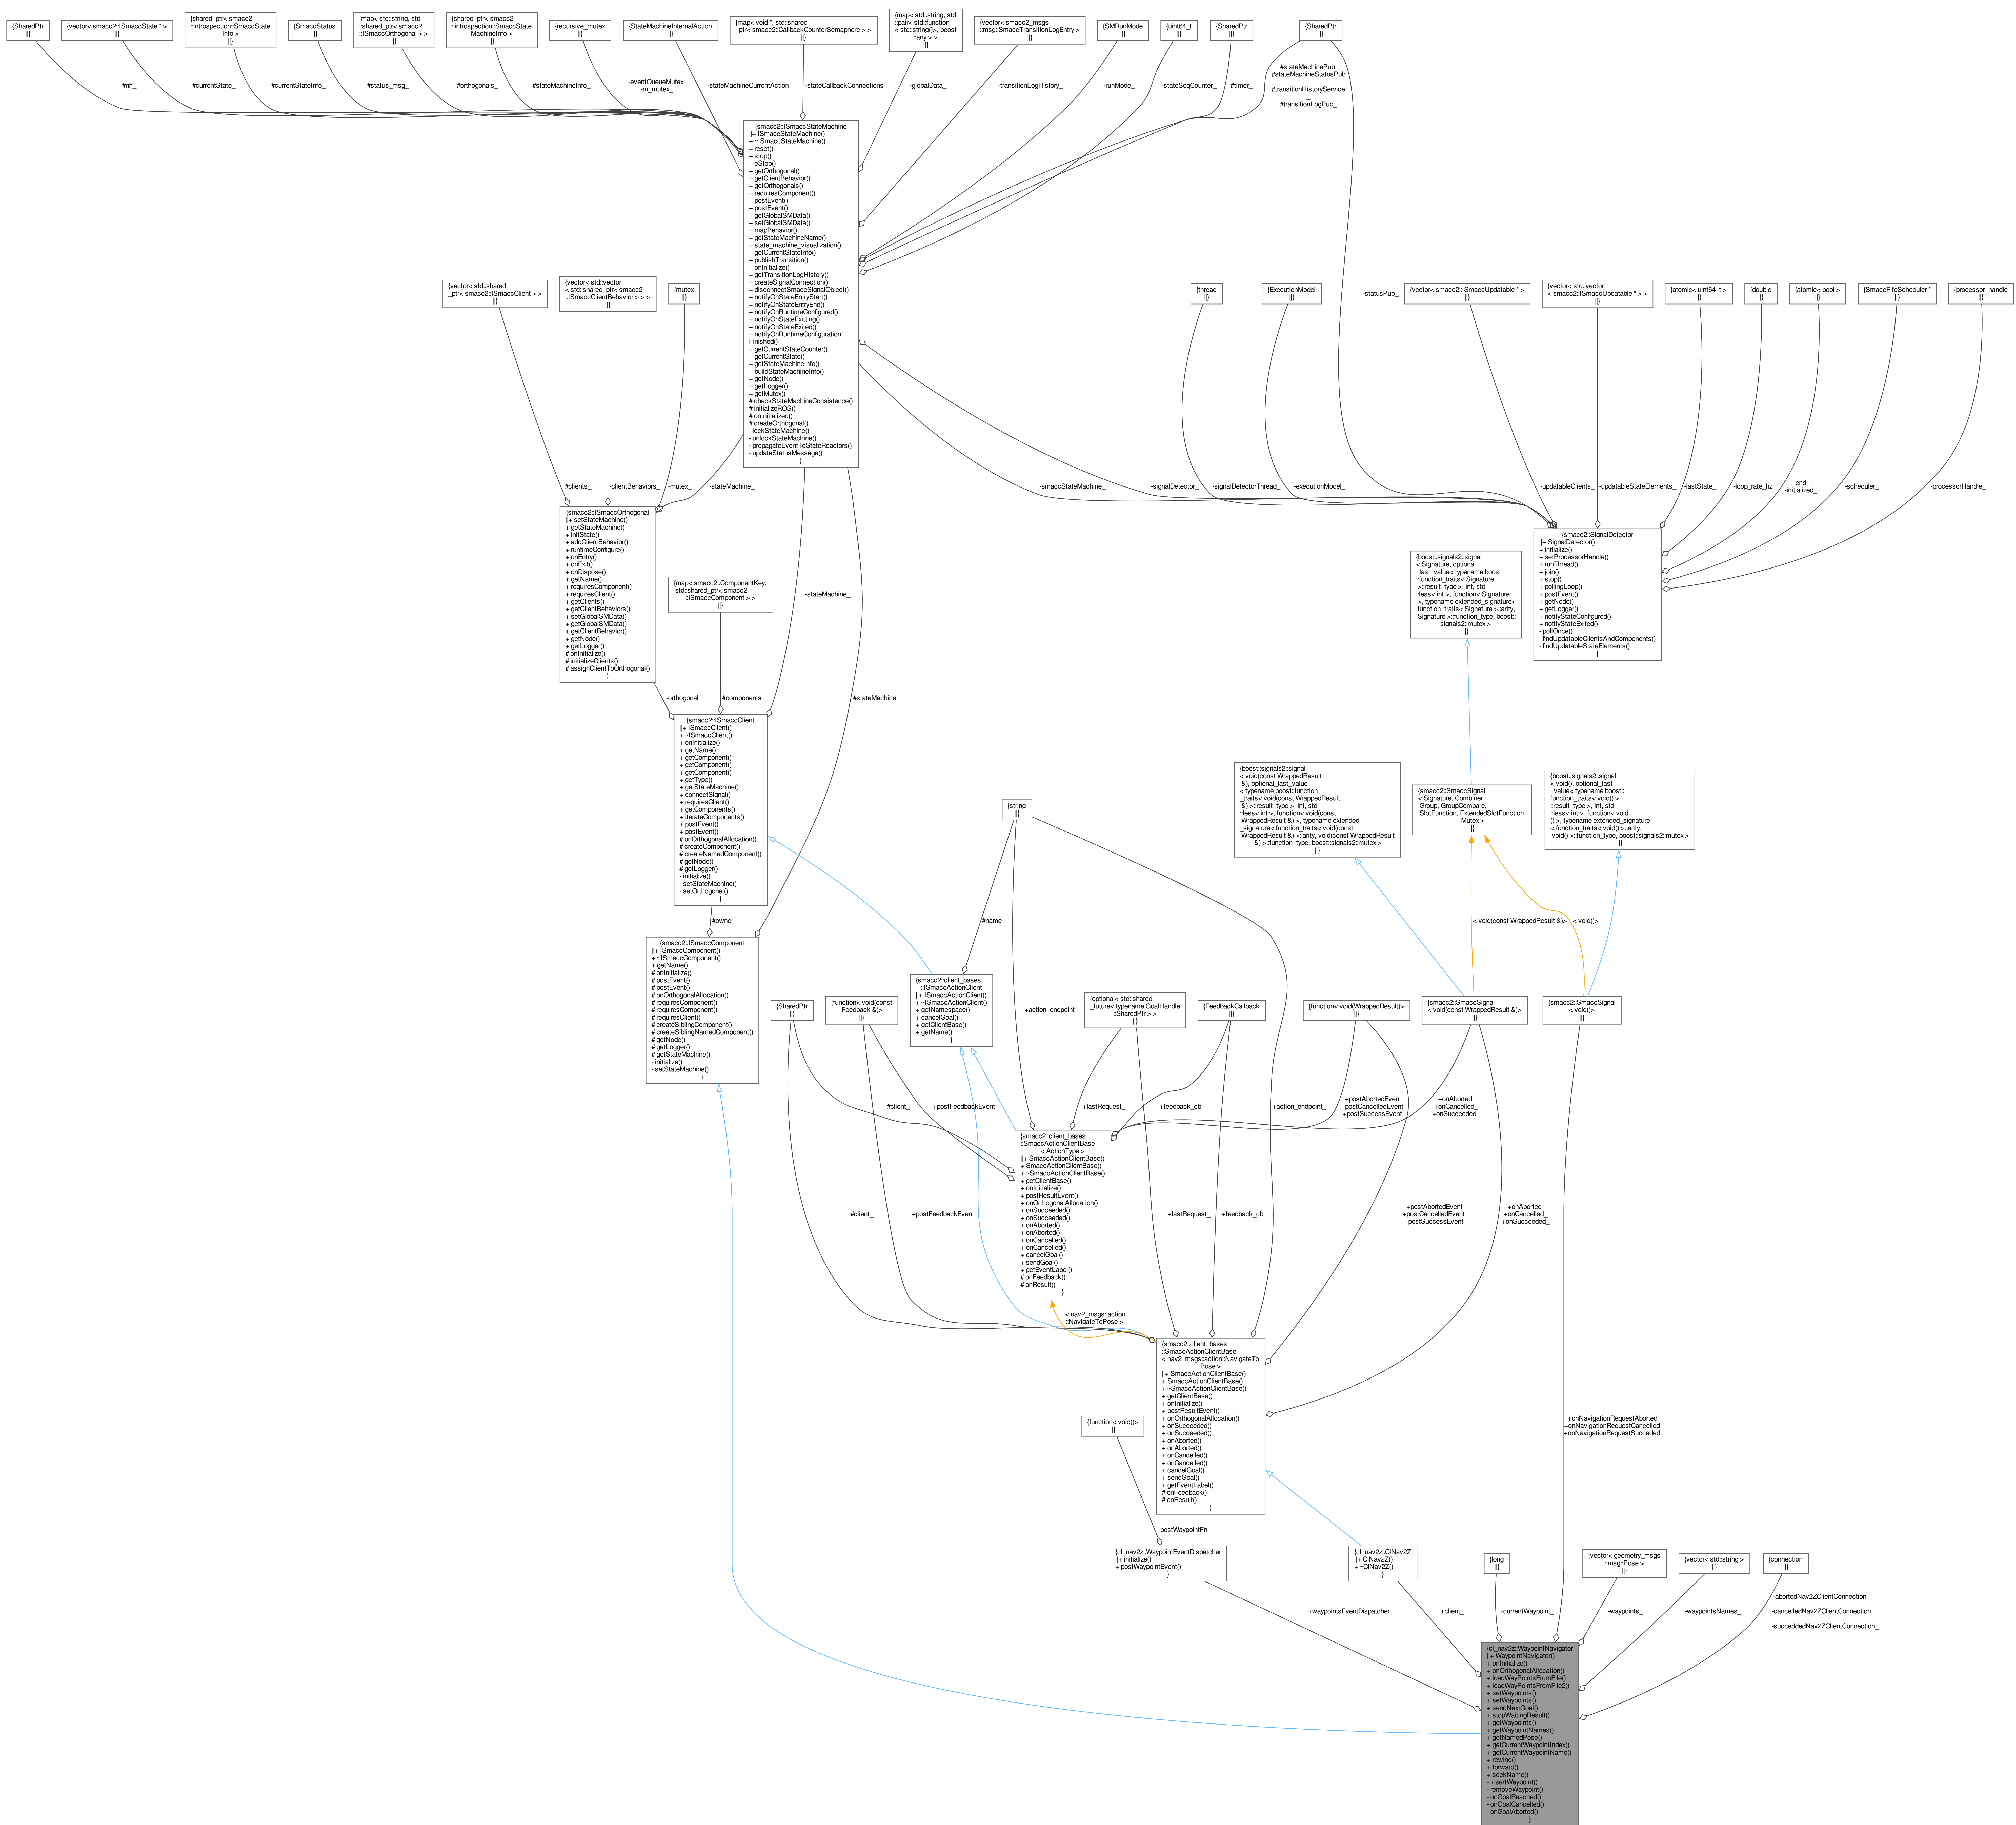 {SharedPtr
||}
{vector< smacc2::ISmaccState * >
||}
{shared_ptr< smacc2
::introspection::SmaccState
Info >
||}
{SmaccStatus
||}
{map< std::string, std
::shared_ptr< smacc2
::ISmaccOrthogonal > >
||}
{shared_ptr< smacc2
::introspection::SmaccState
MachineInfo >
||}
{recursive_mutex
||}
{StateMachineInternalAction
||}
{map< void *, std::shared
_ptr< smacc2::CallbackCounterSemaphore > >
||}
{map< std::string, std
::pair< std::function
< std::string()>, boost
::any > >
||}
{vector< smacc2_msgs
::msg::SmaccTransitionLogEntry >
||}
{SMRunMode
||}
{uint64_t
||}
{SharedPtr
||}
{SharedPtr
||}
#nh_
#currentState_
#currentStateInfo_
#status_msg_
#orthogonals_
#stateMachineInfo_
-eventQueueMutex_
-m_mutex_
-stateMachineCurrentAction
-stateCallbackConnections
-globalData_
-transitionLogHistory_
-runMode_
-stateSeqCounter_
#timer_
#stateMachinePub_
#stateMachineStatusPub
_
#transitionHistoryService
_
#transitionLogPub_
{smacc2::ISmaccStateMachine
||+ ISmaccStateMachine()
+ ~ISmaccStateMachine()
+ reset()
+ stop()
+ eStop()
+ getOrthogonal()
+ getClientBehavior()
+ getOrthogonals()
+ requiresComponent()
+ postEvent()
+ postEvent()
+ getGlobalSMData()
+ setGlobalSMData()
+ mapBehavior()
+ getStateMachineName()
+ state_machine_visualization()
+ getCurrentStateInfo()
+ publishTransition()
+ onInitialize()
+ getTransitionLogHistory()
+ createSignalConnection()
+ disconnectSmaccSignalObject()
+ notifyOnStateEntryStart()
+ notifyOnStateEntryEnd()
+ notifyOnRuntimeConfigured()
+ notifyOnStateExitting()
+ notifyOnStateExited()
+ notifyOnRuntimeConfiguration
Finished()
+ getCurrentStateCounter()
+ getCurrentState()
+ getStateMachineInfo()
+ buildStateMachineInfo()
+ getNode()
+ getLogger()
+ getMutex()
# checkStateMachineConsistence()
# initializeROS()
# onInitialized()
# createOrthogonal()
- lockStateMachine()
- unlockStateMachine()
- propagateEventToStateReactors()
- updateStatusMessage()
}
{vector< std::shared
_ptr< smacc2::ISmaccClient > >
||}
{vector< std::vector
< std::shared_ptr< smacc2
::ISmaccClientBehavior > > >
||}
{mutex
||}
{thread
||}
{ExecutionModel
||}
-statusPub_
{vector< smacc2::ISmaccUpdatable * >
||}
{vector< std::vector
< smacc2::ISmaccUpdatable * > >
||}
{atomic< uint64_t >
||}
{double
||}
{atomic< bool >
||}
{SmaccFifoScheduler *
||}
{processor_handle
||}
#clients_
-clientBehaviors_
-mutex_
-stateMachine_
-smaccStateMachine_
-signalDetector_
-signalDetectorThread_
-executionModel_
-updatableClients_
-updatableStateElements_
-lastState_
-loop_rate_hz
-end_
-initialized_
-scheduler_
-processorHandle_
{smacc2::ISmaccOrthogonal
||+ setStateMachine()
+ getStateMachine()
+ initState()
+ addClientBehavior()
+ runtimeConfigure()
+ onEntry()
+ onExit()
+ onDispose()
+ getName()
+ requiresComponent()
+ requiresClient()
+ getClients()
+ getClientBehaviors()
+ setGlobalSMData()
+ getGlobalSMData()
+ getClientBehavior()
+ getNode()
+ getLogger()
# onInitialize()
# initializeClients()
# assignClientToOrthogonal()
}
{smacc2::SignalDetector
||+ SignalDetector()
+ initialize()
+ setProcessorHandle()
+ runThread()
+ join()
+ stop()
+ pollingLoop()
+ postEvent()
+ getNode()
+ getLogger()
+ notifyStateConfigured()
+ notifyStateExited()
- pollOnce()
- findUpdatableClientsAndComponents()
- findUpdatableStateElements()
}
{boost::signals2::signal
< Signature, optional
_last_value< typename boost
::function_traits< Signature
>::result_type >, int, std
::less< int >, function< Signature
>, typename extended_signature<
function_traits< Signature >::arity,
Signature >::function_type, boost::
signals2::mutex >
||}
{map< smacc2::ComponentKey,
std::shared_ptr< smacc2
::ISmaccComponent > >
||}
-stateMachine_
-orthogonal_
#components_
#stateMachine_
{smacc2::ISmaccClient
||+ ISmaccClient()
+ ~ISmaccClient()
+ onInitialize()
+ getName()
+ getComponent()
+ getComponent()
+ getComponent()
+ getType()
+ getStateMachine()
+ connectSignal()
+ requiresClient()
+ getComponents()
+ iterateComponents()
+ postEvent()
+ postEvent()
# onOrthogonalAllocation()
# createComponent()
# createNamedComponent()
# getNode()
# getLogger()
- initialize()
- setStateMachine()
- setOrthogonal()
}
{string
||}
{boost::signals2::signal
< void(const WrappedResult
&), optional_last_value
< typename boost::function
_traits< void(const WrappedResult
&) >::result_type >, int, std
::less< int >, function< void(const
WrappedResult &) >, typename extended
_signature< function_traits< void(const
WrappedResult &) >::arity, void(const WrappedResult
&) >::function_type, boost::signals2::mutex >
||}
{smacc2::SmaccSignal
< Signature, Combiner,
Group, GroupCompare,
SlotFunction, ExtendedSlotFunction,
Mutex >
||}
{boost::signals2::signal
< void(), optional_last
_value< typename boost::
function_traits< void() >
::result_type >, int, std
::less< int >, function< void
() >, typename extended_signature
< function_traits< void() >::arity,
void() >::function_type, boost::signals2::mutex >
||}
#owner_
#name_
< void(const WrappedResult &)>
< void()>
{smacc2::ISmaccComponent
||+ ISmaccComponent()
+ ~ISmaccComponent()
+ getName()
# onInitialize()
# postEvent()
# postEvent()
# onOrthogonalAllocation()
# requiresComponent()
# requiresComponent()
# requiresClient()
# createSiblingComponent()
# createSiblingNamedComponent()
# getNode()
# getLogger()
# getStateMachine()
- initialize()
- setStateMachine()
}
{SharedPtr
||}
{function< void(const
Feedback &)>
||}
{smacc2::client_bases
::ISmaccActionClient
||+ ISmaccActionClient()
+ ~ISmaccActionClient()
+ getNamespace()
+ cancelGoal()
+ getClientBase()
+ getName()
}
+action_endpoint_
{optional< std::shared
_future< typename GoalHandle
::SharedPtr > >
||}
{FeedbackCallback
||}
{function< void(WrappedResult)>
||}
{smacc2::SmaccSignal
< void(const WrappedResult &)>
||}
{smacc2::SmaccSignal
< void()>
||}
#client_
+postFeedbackEvent
+lastRequest_
+feedback_cb
+action_endpoint_
+postAbortedEvent
+postCancelledEvent
+postSuccessEvent
+onAborted_
+onCancelled_
+onSucceeded_
{smacc2::client_bases
::SmaccActionClientBase
< ActionType >
||+ SmaccActionClientBase()
+ SmaccActionClientBase()
+ ~SmaccActionClientBase()
+ getClientBase()
+ onInitialize()
+ postResultEvent()
+ onOrthogonalAllocation()
+ onSucceeded()
+ onSucceeded()
+ onAborted()
+ onAborted()
+ onCancelled()
+ onCancelled()
+ cancelGoal()
+ sendGoal()
+ getEventLabel()
# onFeedback()
# onResult()
}
#client_
+postFeedbackEvent
+lastRequest_
+feedback_cb
+postAbortedEvent
+postCancelledEvent
+postSuccessEvent
+onAborted_
+onCancelled_
+onSucceeded_
< nav2_msgs::action
::NavigateToPose >
{smacc2::client_bases
::SmaccActionClientBase
< nav2_msgs::action::NavigateTo
Pose >
||+ SmaccActionClientBase()
+ SmaccActionClientBase()
+ ~SmaccActionClientBase()
+ getClientBase()
+ onInitialize()
+ postResultEvent()
+ onOrthogonalAllocation()
+ onSucceeded()
+ onSucceeded()
+ onAborted()
+ onAborted()
+ onCancelled()
+ onCancelled()
+ cancelGoal()
+ sendGoal()
+ getEventLabel()
# onFeedback()
# onResult()
}
{function< void()>
||}
+onNavigationRequestAborted
+onNavigationRequestCancelled
+onNavigationRequestSucceded
-postWaypointFn
{cl_nav2z::WaypointEventDispatcher
||+ initialize()
+ postWaypointEvent()
}
{cl_nav2z::ClNav2Z
||+ ClNav2Z()
+ ~ClNav2Z()
}
{long
||}
{vector< geometry_msgs
::msg::Pose >
||}
{vector< std::string >
||}
{connection
||}
+waypointsEventDispatcher
+client_
+currentWaypoint_
-waypoints_
-waypointsNames_
-abortedNav2ZClientConnection
_
-cancelledNav2ZClientConnection
_
-succeddedNav2ZClientConnection_
{cl_nav2z::WaypointNavigator
||+ WaypointNavigator()
+ onInitialize()
+ onOrthogonalAllocation()
+ loadWayPointsFromFile()
+ loadWayPointsFromFile2()
+ setWaypoints()
+ setWaypoints()
+ sendNextGoal()
+ stopWaitingResult()
+ getWaypoints()
+ getWaypointNames()
+ getNamedPose()
+ getCurrentWaypointIndex()
+ getCurrentWaypointName()
+ rewind()
+ forward()
+ seekName()
- insertWaypoint()
- removeWaypoint()
- onGoalReached()
- onGoalCancelled()
- onGoalAborted()
}